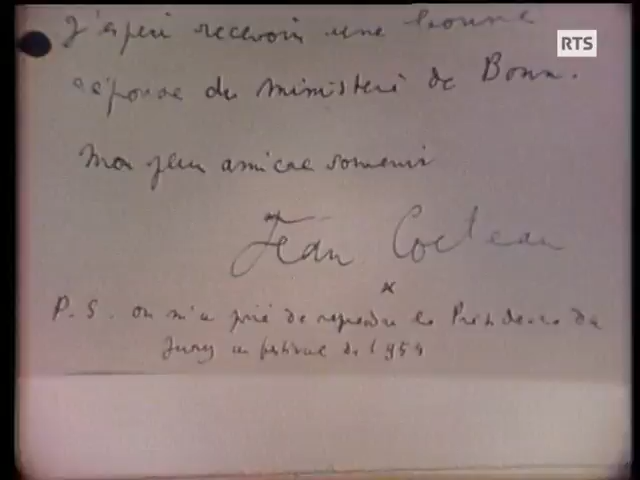 J'espère recevoir une bonne
RTS
réponse du ministère de Bonn.
Mon plus amical souvenir
Jean Cocteau
P.S. on m'a prié de reprendre la Présidence du
Jury au festival de 1954